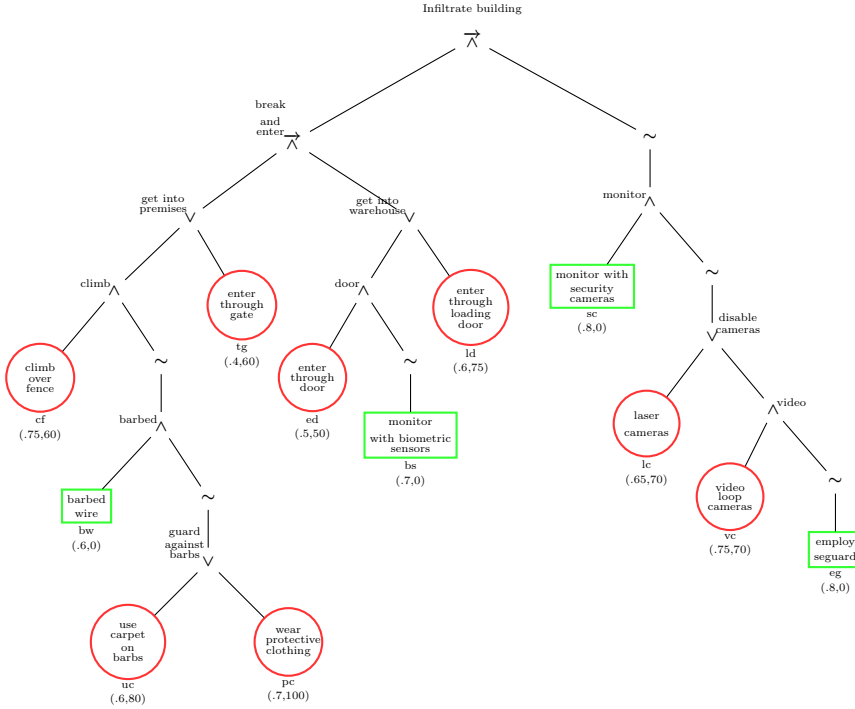 Infiltrate building
→
∧
break
and
enter
→
∧
~
get into
premises
∨
get into
warehouse
∨
monitor
∧
climb
∧
enter
through
gate
tg
(.4,60)
door
∧
enter
through
loading
door
ld
(.6,75)
monitor with
security
cameras
sc
(.8,0)
~
disable
cameras
∨
climb
over
fence
cf
(.75,60)
~
enter
through
door
ed
(.5,50)
~
monitor
with biometric
sensors
bs
(.7,0)
barbed
∧
laser
cameras
lc
(.65,70)
video
∧
barbed
wire
bw
(.6,0)
~
video
loop
cameras
vc
(.75,70)
~
guard
against
barbs
∨
employ
seguard
eg
(.8,0)
use
carpet
on
barbs
uc
(.6,80)
wear
protective
clothing
pc
(.7,100)